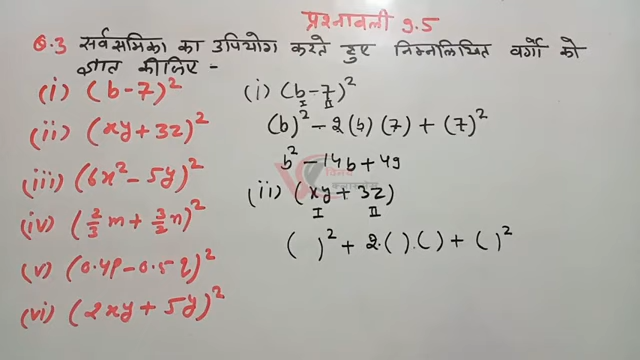 प्रश्नावली 9.5
Q.3 सर्वसमिका का उपियोग करते हुए निम्नलिखित वर्गो को
ज्ञात कीजिए -
(i) (b-7)²
(ii) (xy+3z)²
(iii) (6x²-5y)²
(iv) (2/3 m + 3/2 n)²
(v) (0.4p-0.5q)²
(vi) (2xy+5y)²
(i) (b-7)²
I II
(b)² - 2(b)(7) + (7)²
b² - 14b + 49
(ii) (xy+3z)
I II
( )² + 2.( ).( ) + ( )²